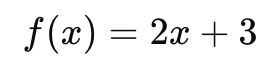 f(x) = 2x + 3